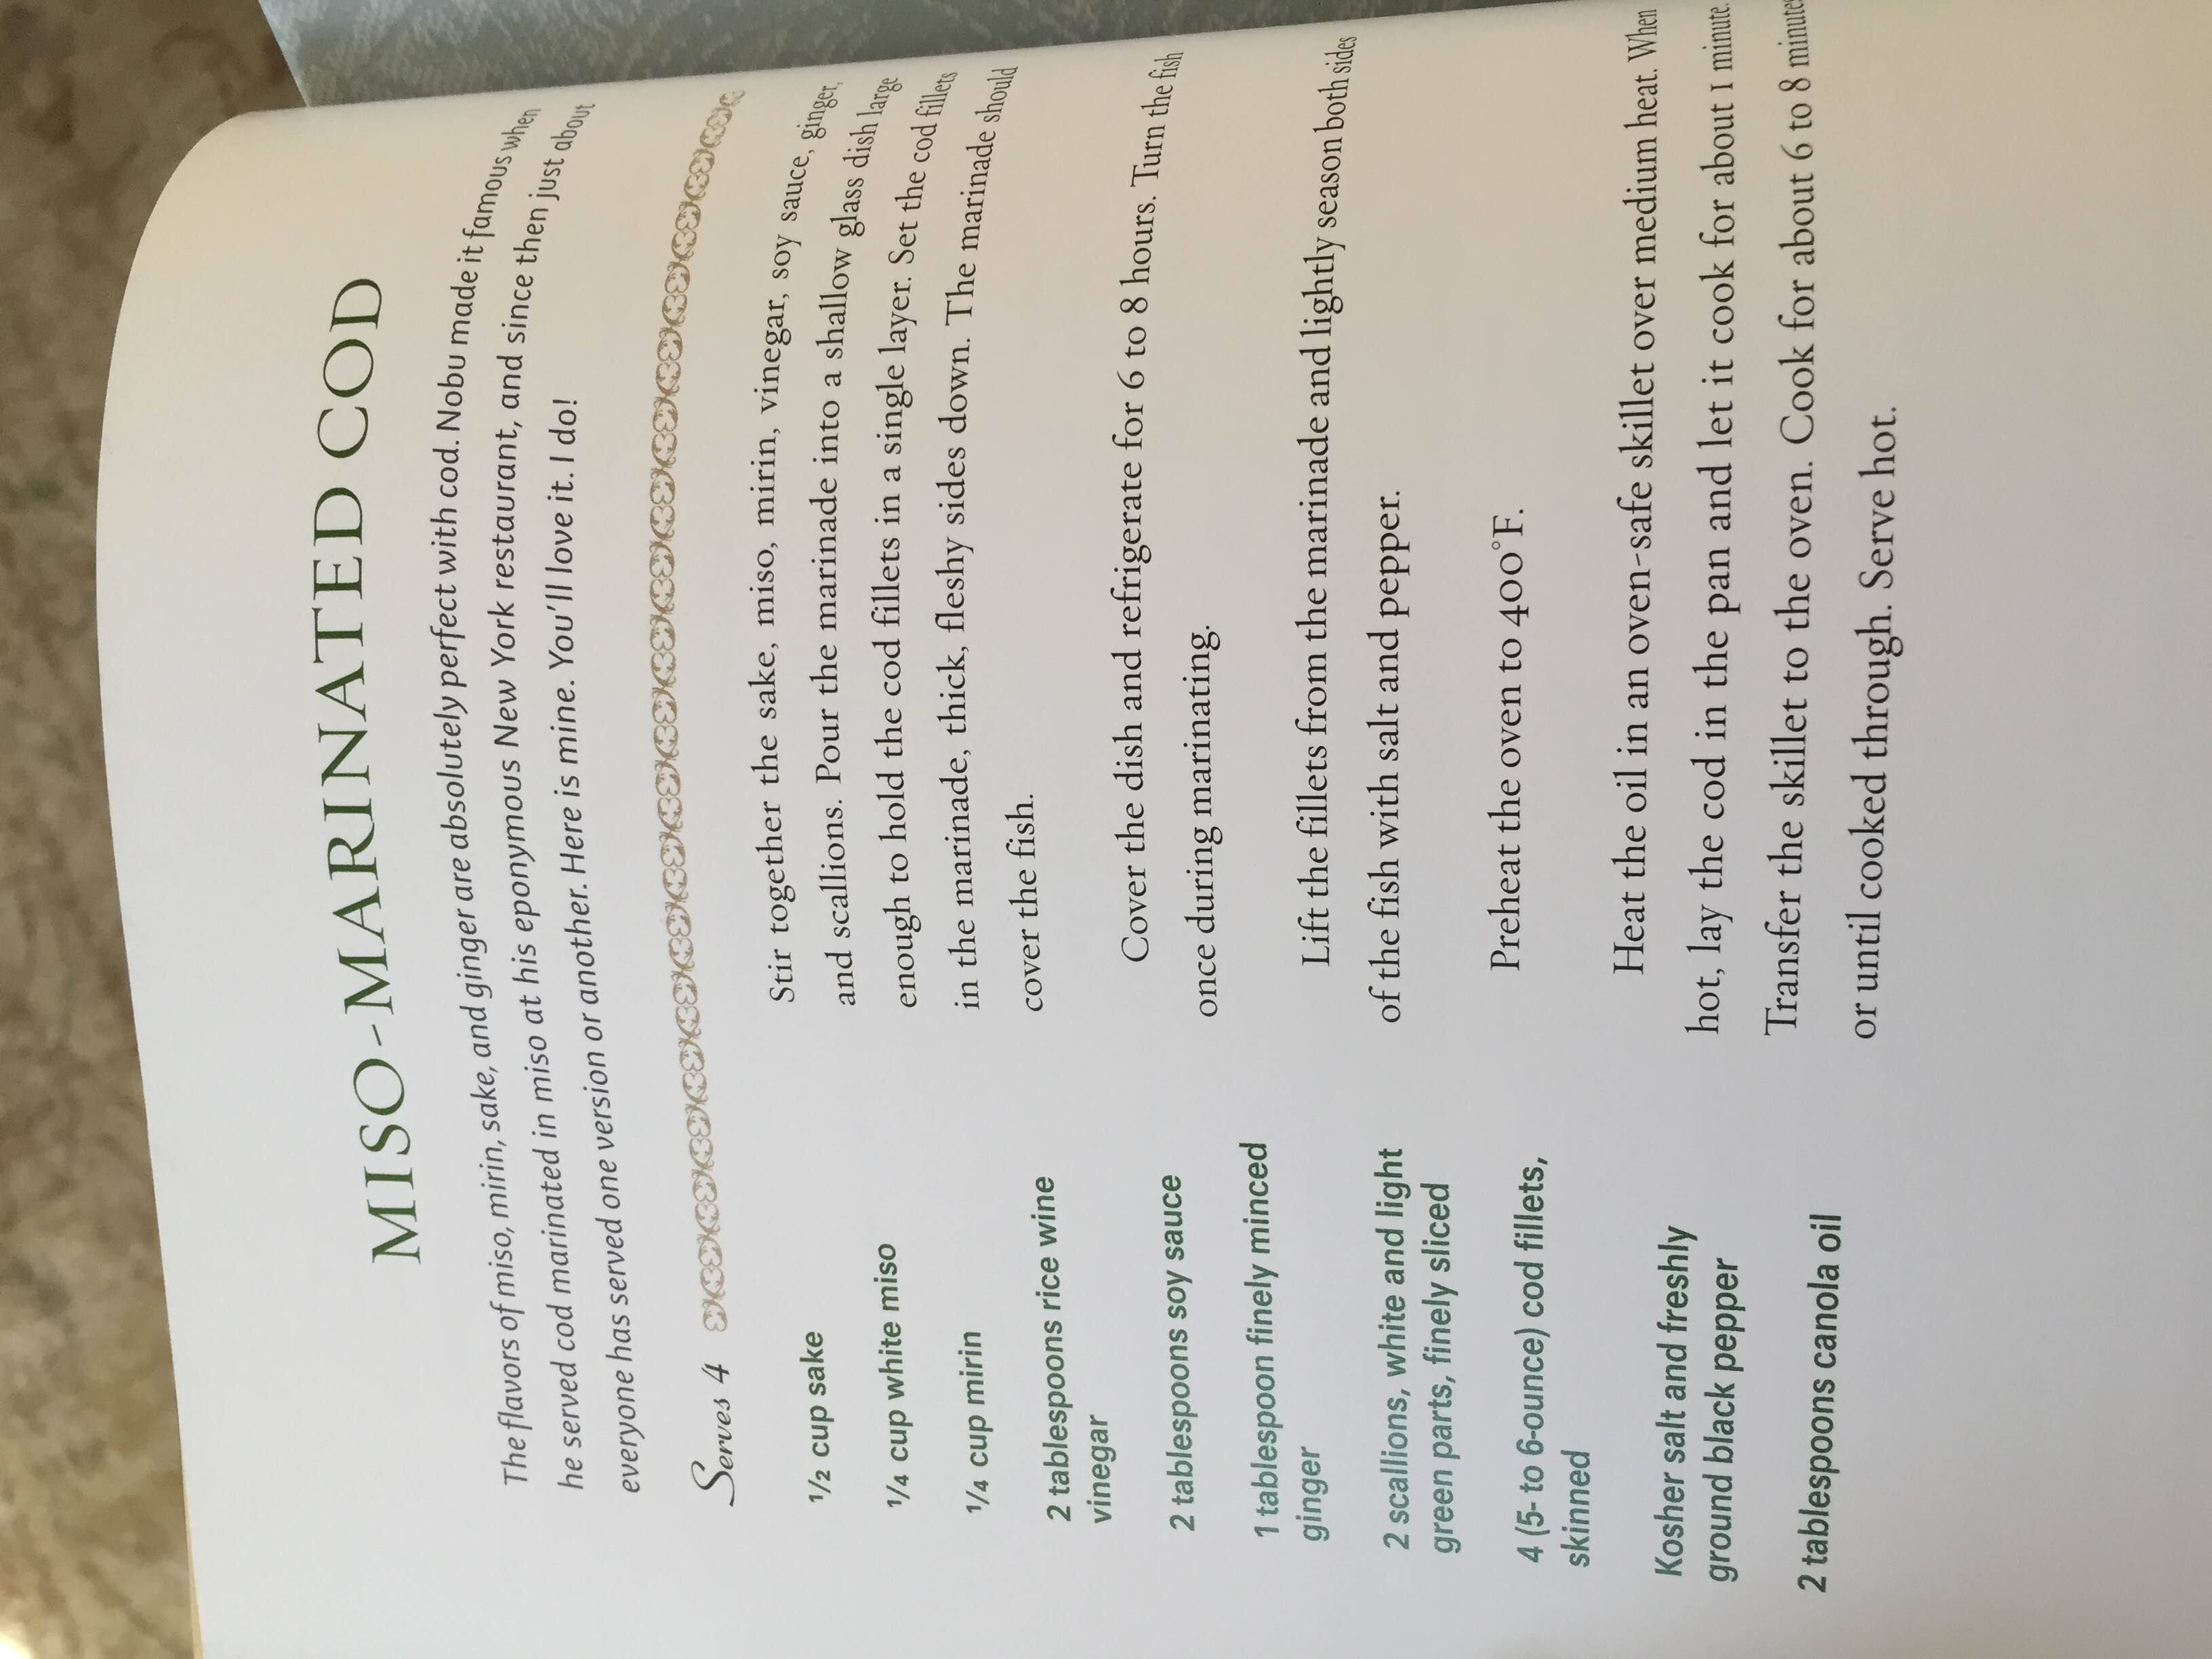 MISO-MARINATED COD
The flavors of miso, mirin, sake, and ginger are absolutely perfect with cod. Nobu made it famous when
he served cod marinated in miso at his eponymous New York restaurant, and since then just about
everyone has served one version or another. Here is mine. You'll love it. I do!
Serves 4
1/2 cup sake
1/4 cup white miso
1/4 cup mirin
2 tablespoons rice wine
vinegar
2 tablespoons soy sauce
1 tablespoon finely minced
ginger
2 scallions, white and light
green parts, finely sliced
4 (5- to 6-ounce) cod fillets,
skinned
Kosher salt and freshly
ground black pepper
2 tablespoons canola oil
Stir together the sake, miso, mirin, vinegar, soy sauce, ginger,
and scallions. Pour the marinade into a shallow glass dish large
enough to hold the cod fillets in a single layer. Set the cod fillets
in the marinade, thick, fleshy sides down. The marinade should
cover the fish.
Cover the dish and refrigerate for 6 to 8 hours. Turn the fish
once during marinating.
Lift the fillets from the marinade and lightly season both sides
of the fish with salt and pepper.
Preheat the oven to 400°F.
Heat the oil in an oven-safe skillet over medium heat. When
hot, lay the cod in the pan and let it cook for about 1 minute.
Transfer the skillet to the oven. Cook for about 6 to 8 minutes
or until cooked through. Serve hot.